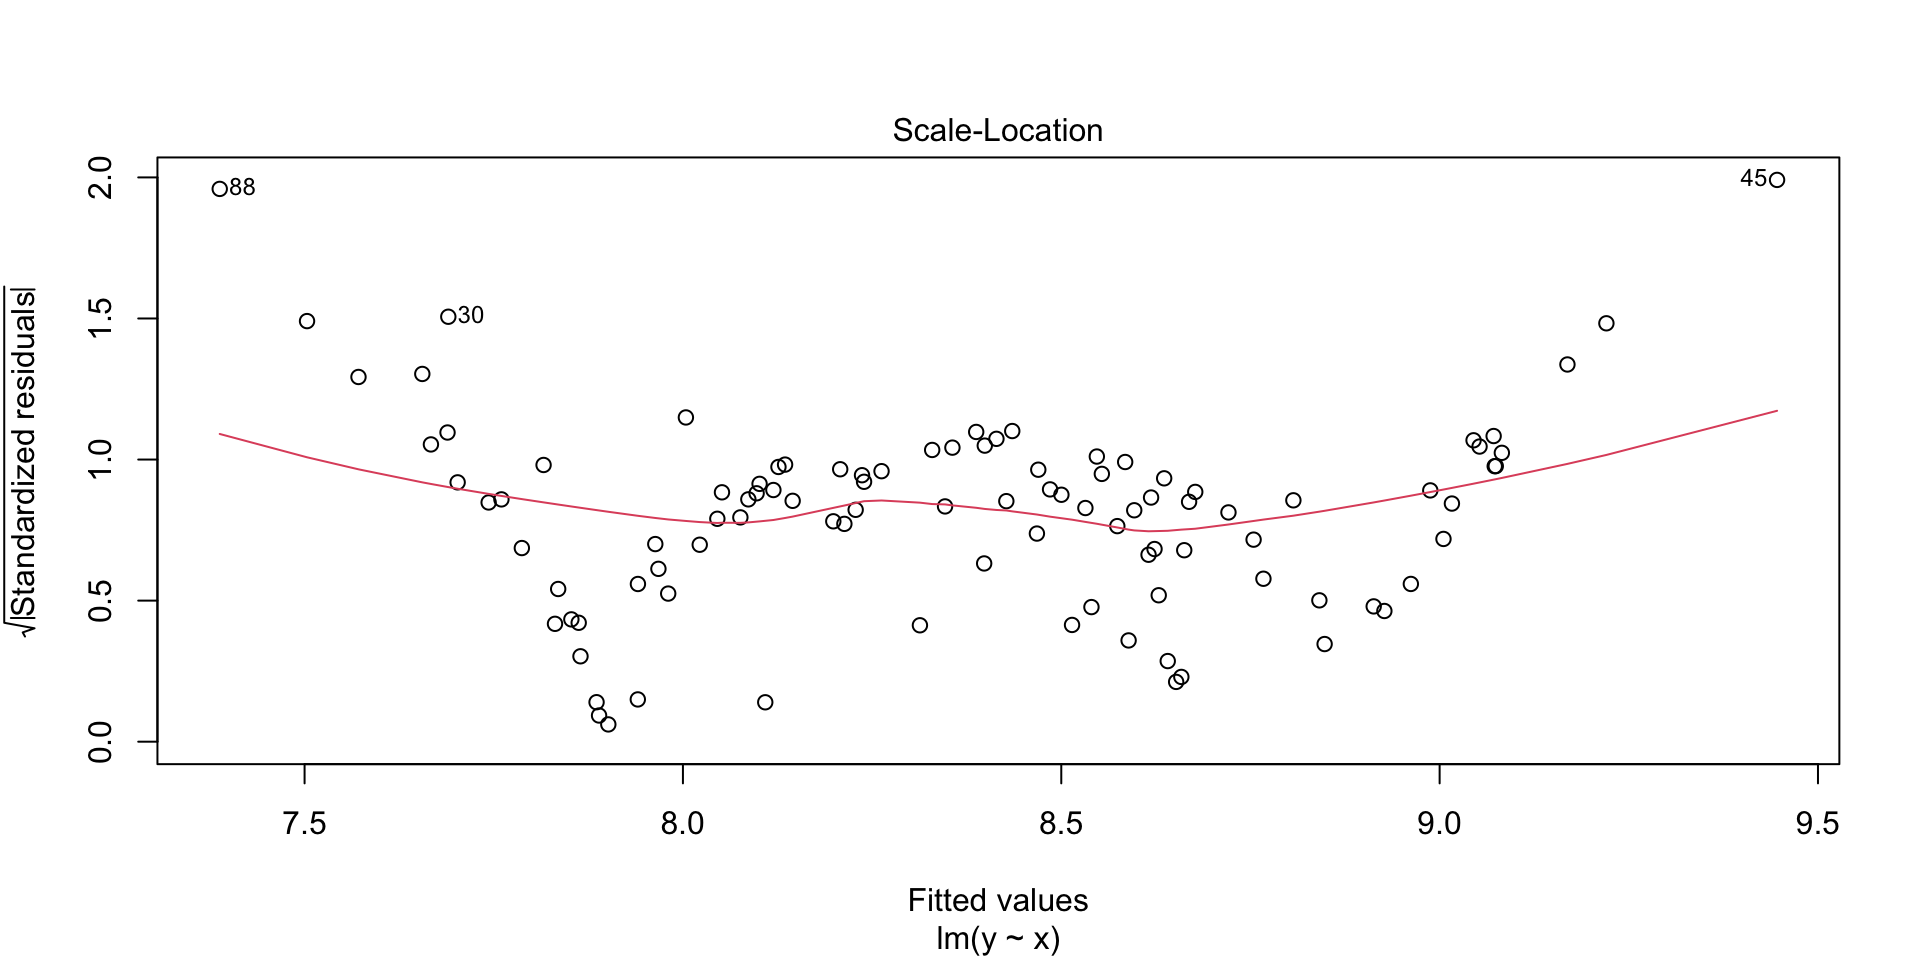 Scale-Location
√|Standardized residuals|
2.0
1.5
1.0
0.5
0.0
88
45
30
7.5 8.0 8.5 9.0 9.5
Fitted values
lm(y ~ x)